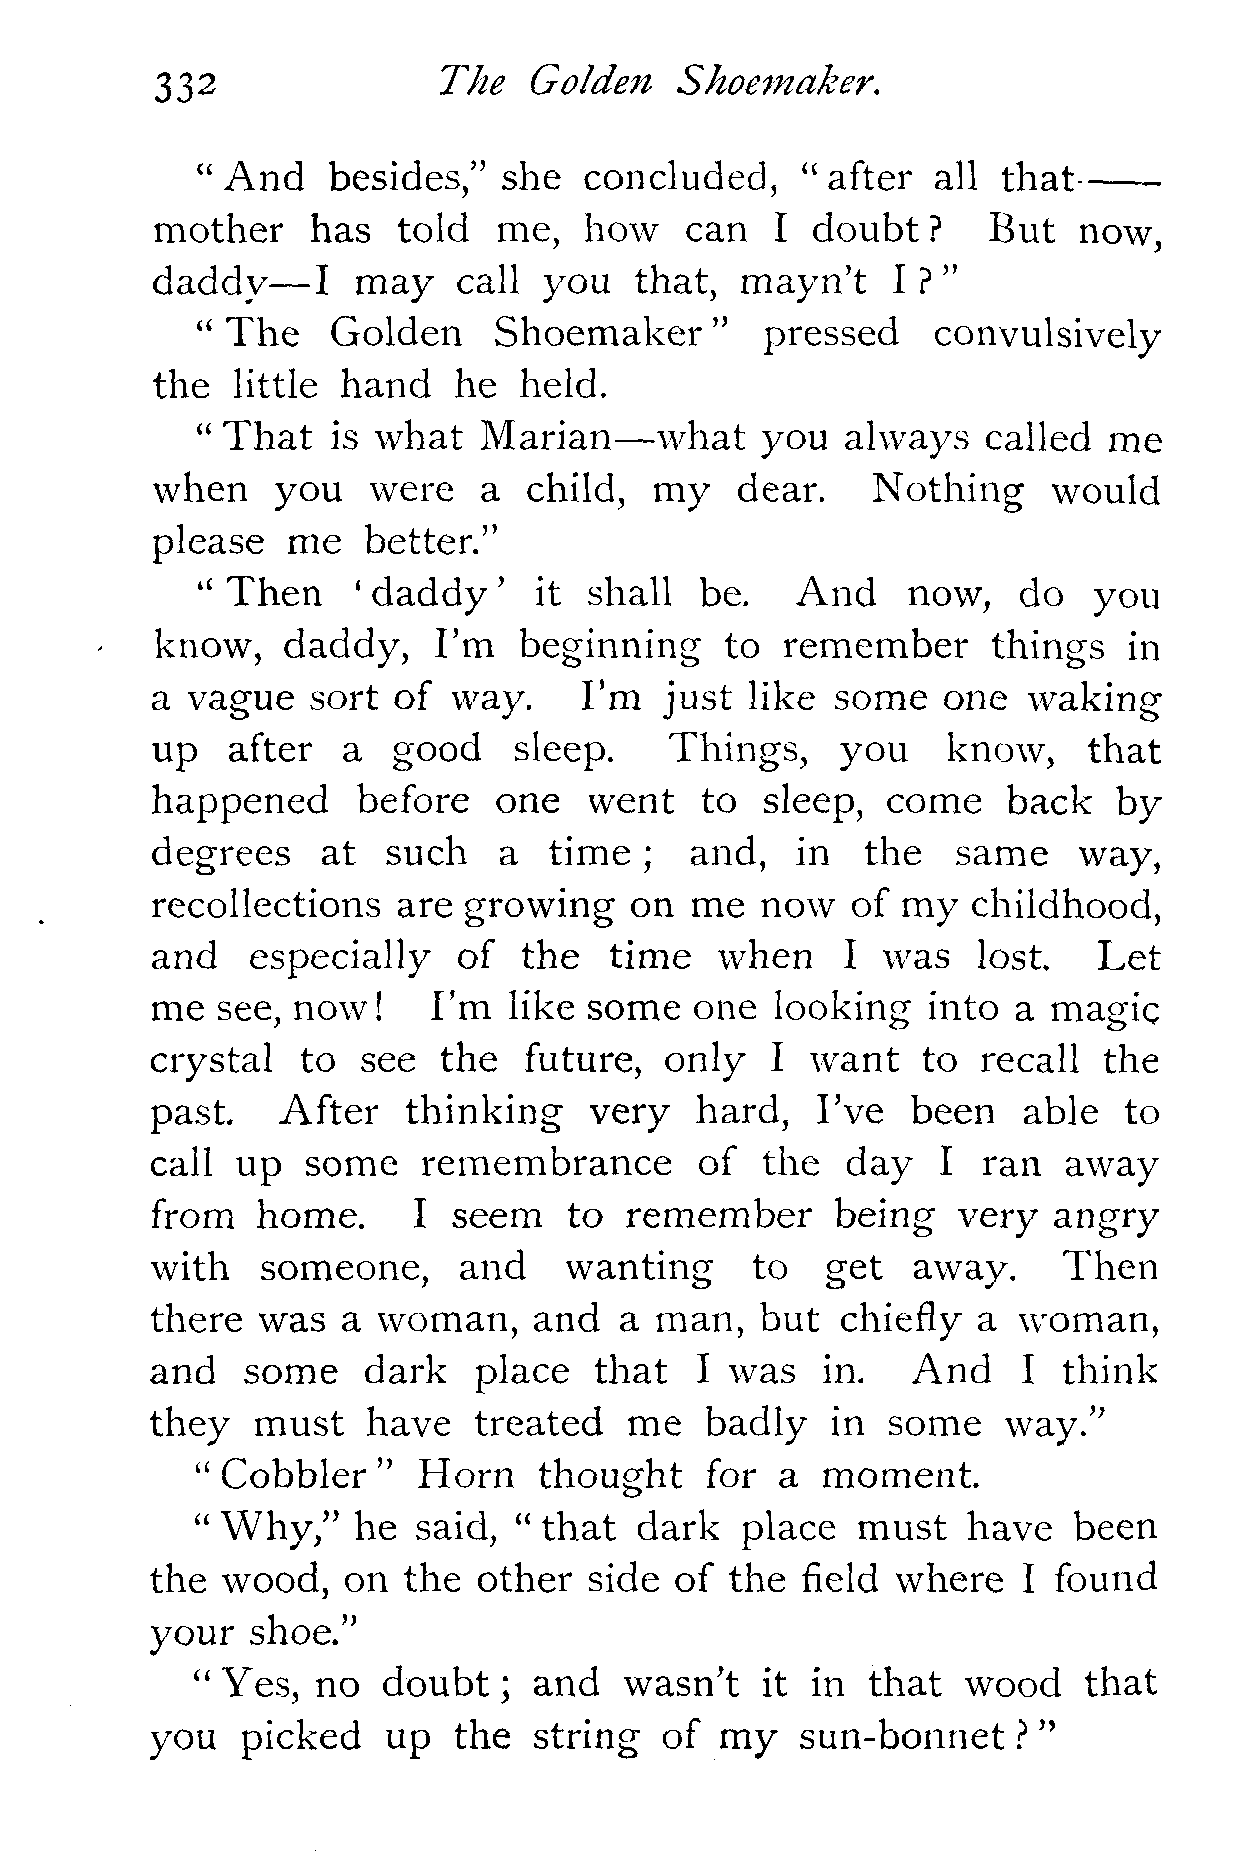 332 The Golden Shoemaker.
“ And besides,” she concluded, “ after all that——
mother has told me, how can I doubt ? But now,
daddy—I may call you that, mayn’t I ? ”
“ The Golden Shoemaker ” pressed convulsively
the little hand he held.
“ That is what Marian—what you always called me
when you were a child, my dear. Nothing would
please me better.”
“ Then ‘ daddy ’ it shall be. And now, do you
know, daddy, I’m beginning to remember things in
a vague sort of way. I’m just like some one waking
up after a good sleep. Things, you know, that
happened before one went to sleep, come back by
degrees at such a time ; and, in the same way,
recollections are growing on me now of my childhood,
and especially of the time when I was lost. Let
me see, now ! I’m like some one looking into a magic
crystal to see the future, only I want to recall the
past. After thinking very hard, I’ve been able to
call up some remembrance of the day I ran away
from home. I seem to remember being very angry
with someone, and wanting to get away. Then
there was a woman, and a man, but chiefly a woman,
and some dark place that I was in. And I think
they must have treated me badly in some way.”
“ Cobbler ” Horn thought for a moment.
“ Why,” he said, “ that dark place must have been
the wood, on the other side of the field where I found
your shoe.”
“ Yes, no doubt ; and wasn’t it in that wood that
you picked up the string of my sun-bonnet ? ”